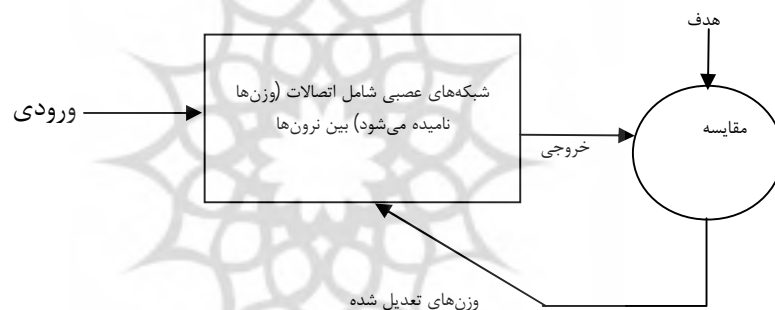 هدف
شبکه‌های عصبی شامل اتصالات (وزن‌ها
نامیده می‌شود) بین نرون‌ها
ورودی
مقایسه
خروجی
وزن‌های تعدیل شده